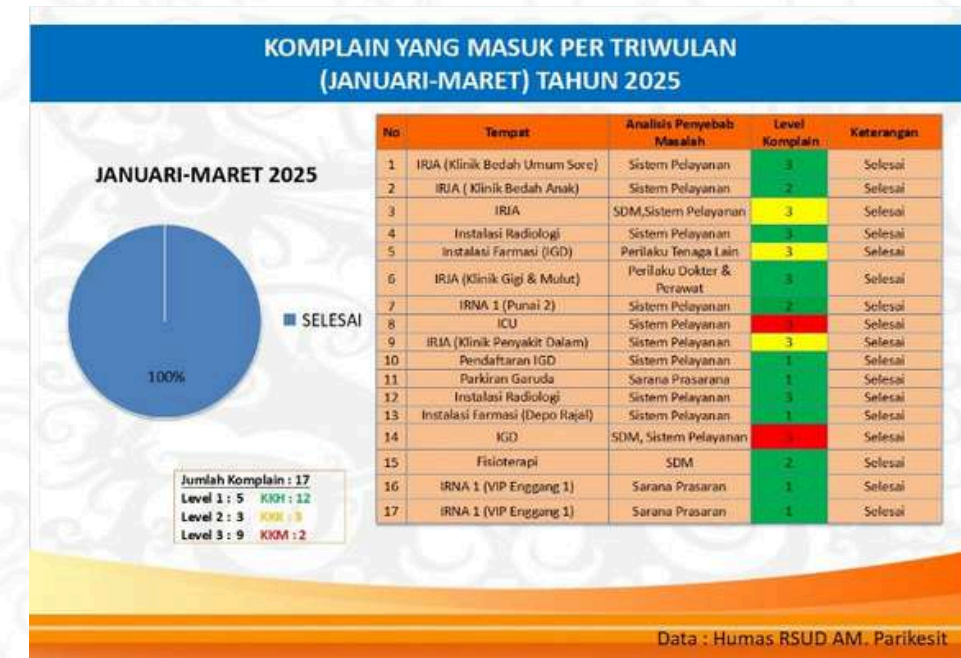 KOMPLAIN YANG MASUK PER TRIWULAN
(JANUARI-MARET) TAHUN 2025
JANUARI-MARET 2025
100%
SELESAI
Jumlah Komplain : 17
Level 1 : 5 KKH : 12
Level 2 : 3 KKK : 3
Level 3 : 9 KKM : 2
No Tempat Analisis Penyebab Masalah Level Komplain Keterangan
1 IRJA (Klinik Bedah Umum Sore) Sistem Pelayanan 3 Selesai
2 IRJA ( Klinik Bedah Anak) Sistem Pelayanan 2 Selesai
3 IRJA SDM,Sistem Pelayanan 3 Selesai
4 Instalasi Radiologi Sistem Pelayanan 3 Selesai
5 Instalasi Farmasi (IGD) Perilaku Tenaga Lain 3 Selesai
6 IRJA (Klinik Gigi & Mulut) Perilaku Dokter & Perawat 3 Selesai
7 IRNA 1 (Punai 2) Sistem Pelayanan 2 Selesai
8 ICU Sistem Pelayanan 3 Selesai
9 IRJA (Klinik Penyakit Dalam) Sistem Pelayanan 3 Selesai
10 Pendaftaran IGD Sistem Pelayanan 1 Selesai
11 Parkiran Garuda Sarana Prasarana 1 Selesai
12 Instalasi Radiologi Sistem Pelayanan 3 Selesai
13 Instalasi Farmasi (Depo Rajal) Sistem Pelayanan 1 Selesai
14 IGD SDM, Sistem Pelayanan 3 Selesai
15 Fisioterapi SDM 2 Selesai
16 IRNA 1 (VIP Enggang 1) Sarana Prasaran 1 Selesai
17 IRNA 1 (VIP Enggang 1) Sarana Prasaran 1 Selesai
Data : Humas RSUD AM. Parikesit